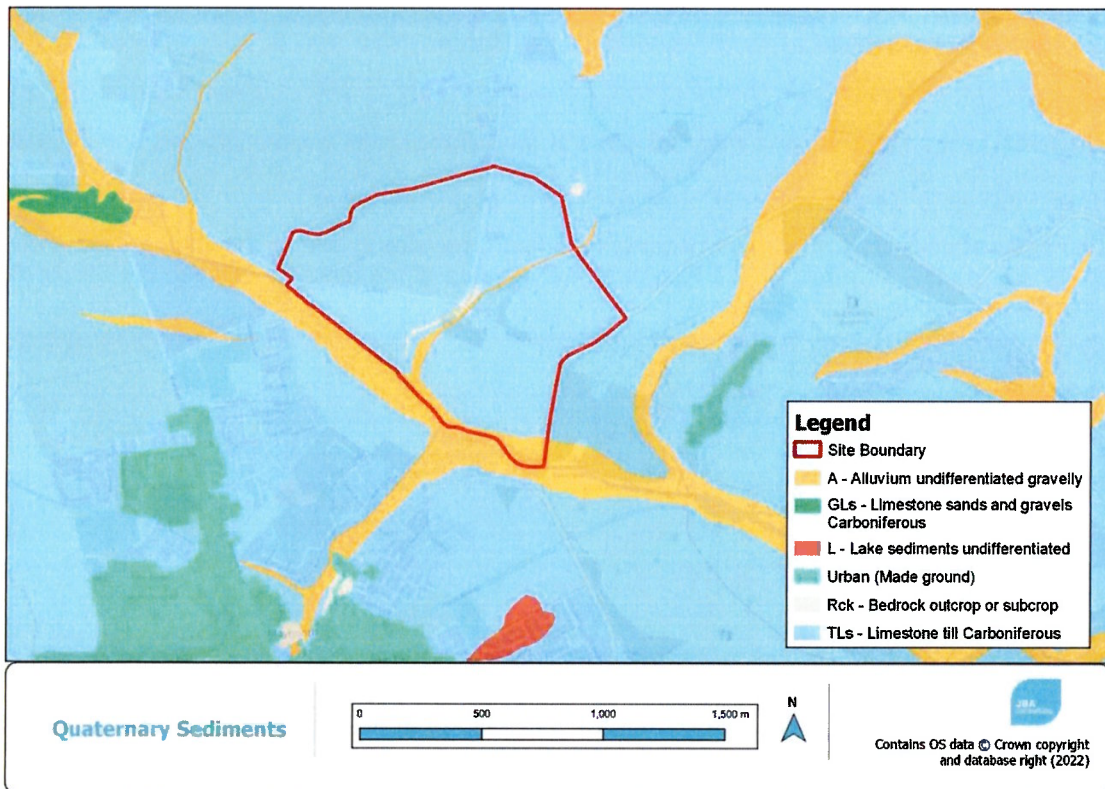 Legend
Site Boundary
A - Alluvium undifferentiated gravelly
GLs - Limestone sands and gravels
Carboniferous
L - Lake sediments undifferentiated
Urban (Made ground)
Rck - Bedrock outcrop or subcrop
TLs - Limestone till Carboniferous
Quaternary Sediments
0 500 1,000 1,500 m
N
JBA
Contains OS data © Crown copyright
and database right (2022)